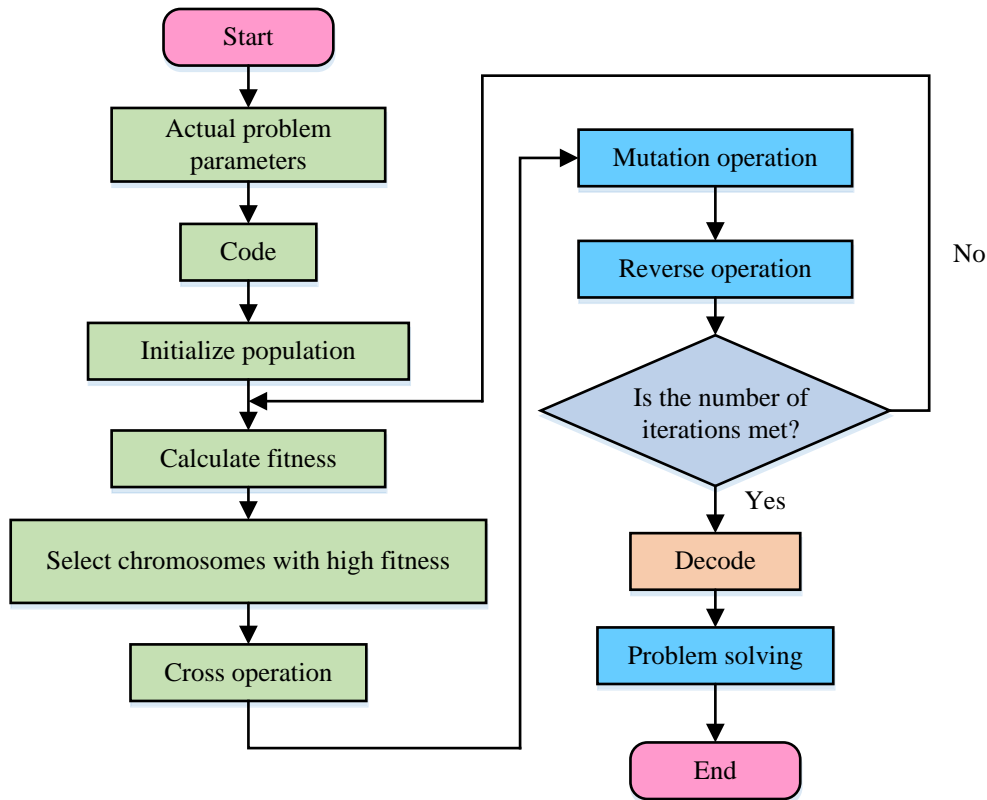 Start
Actual problem
parameters
Code
Initialize population
Calculate fitness
Select chromosomes with high fitness
Cross operation
Mutation operation
Reverse operation
No
Is the number of
iterations met?
Yes
Decode
Problem solving
End